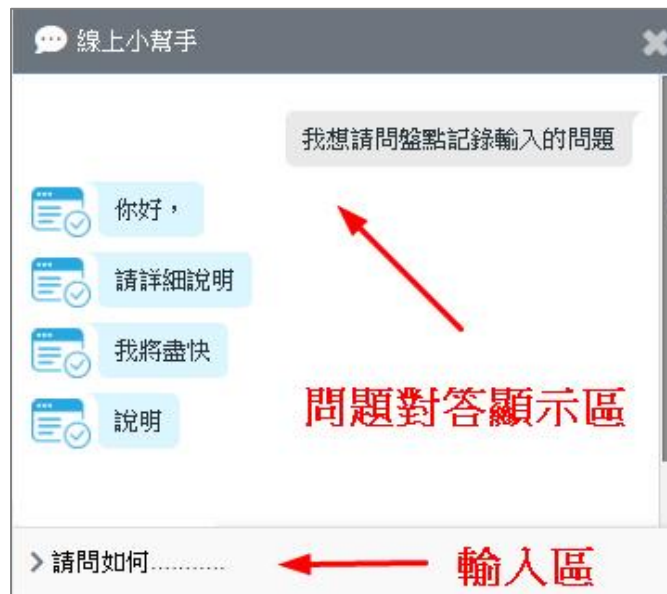 線上小幫手
我想請問盤點記錄輸入的問題
你好，
請詳細說明
我將盡快
說明
問題對答顯示區
請問如何...........
輸入區